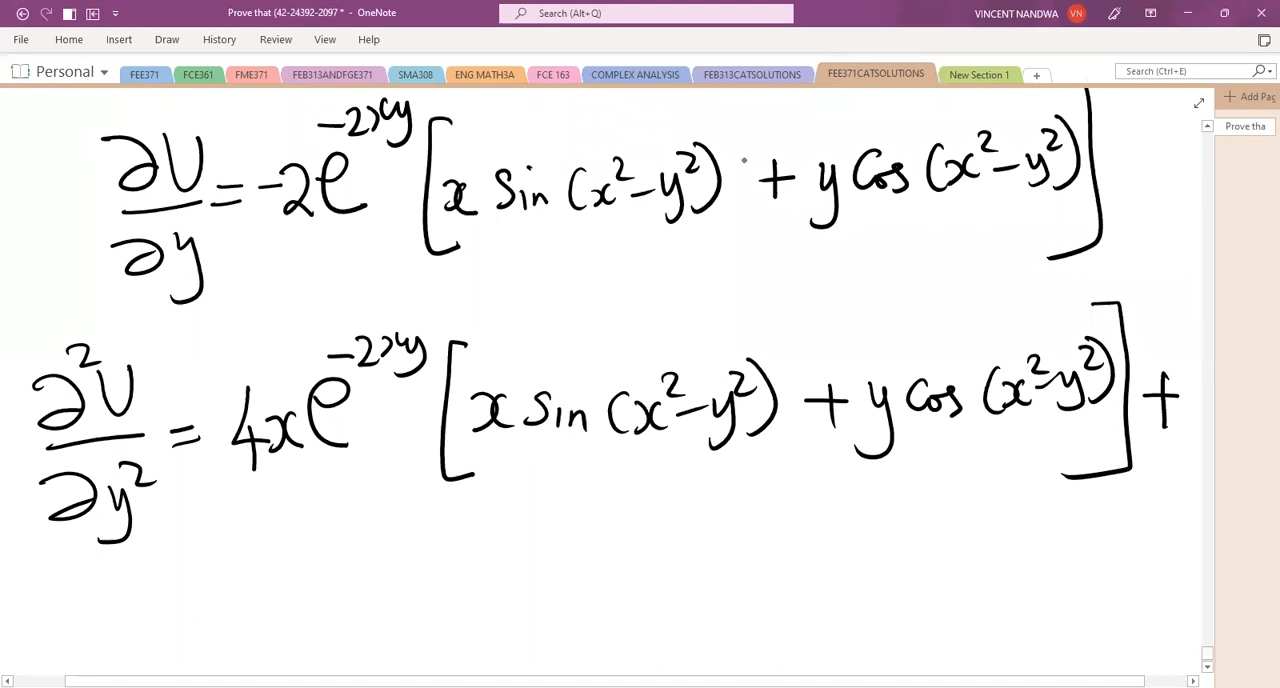 Prove that (42-24392-2097 * - OneNote
Search (Alt+Q)
VINCENT NANDWA VN
File Home Insert Draw History Review View Help
Personal FEE371 FCE361 FME371 FEB313ANDFGE371 SMA308 ENG MATH3A FCE 163 COMPLEX ANALYSIS FEB313CATSOLUTIONS FEE371CATSOLUTIONS New Section 1 + Search (Ctrl+E)
+ Add Pag
Prove tha
∂U/∂y = -2e^{-2xy} [x Sin (x² - y²) + y Cos (x² - y²)]
∂²U/∂y² = 4xe^{-2xy} [x sin (x² - y²) + y cos (x² - y²)] +